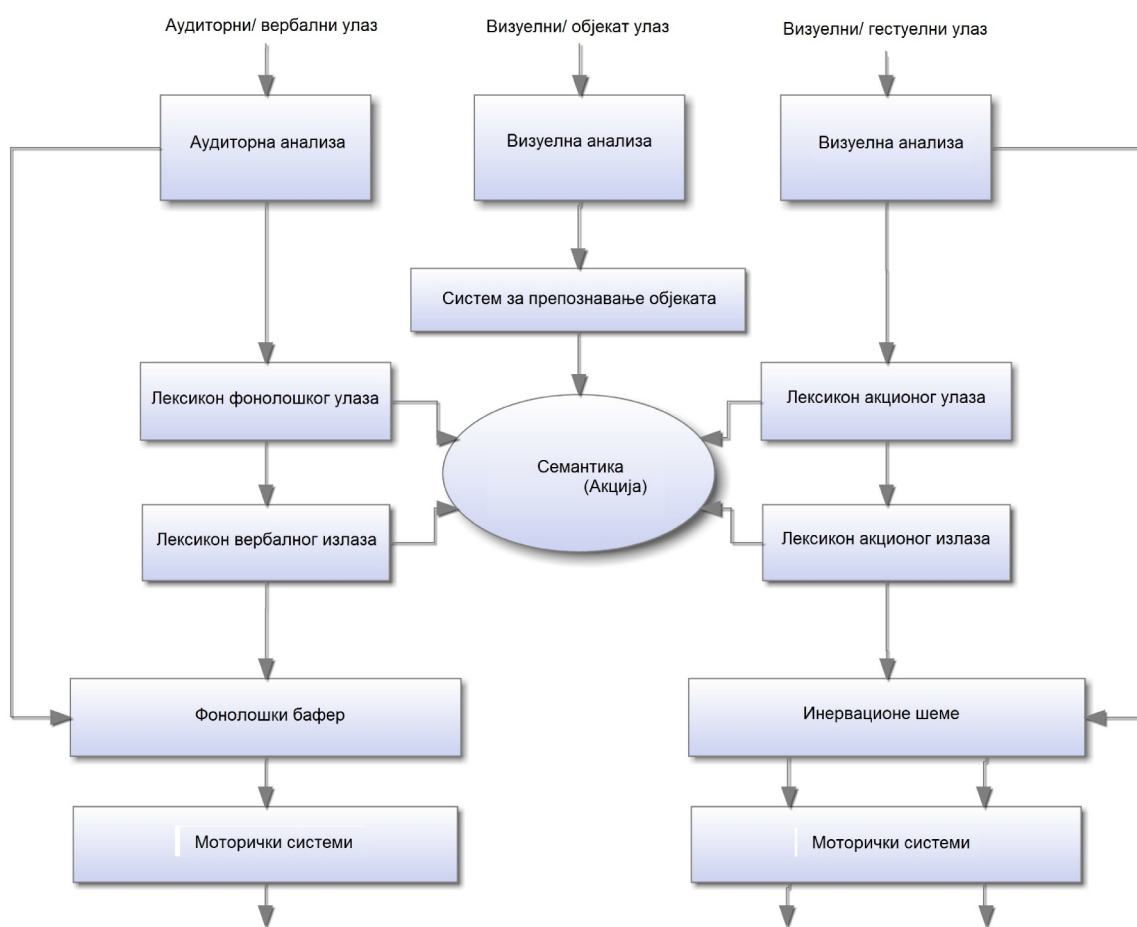 Аудиторни/ вербални улаз
Визуелни/ објекат улаз
Визуелни/ гестуелни улаз
Аудиторна анализа
Визуелна анализа
Визуелна анализа
Систем за препознавање објеката
Лексикон фонолошког улаза
Лексикон акционог улаза
Семантика
(Акција)
Лексикон вербалног излаза
Лексикон акционог излаза
Фонолошки бафер
Инервационе шеме
Моторички системи
Моторички системи